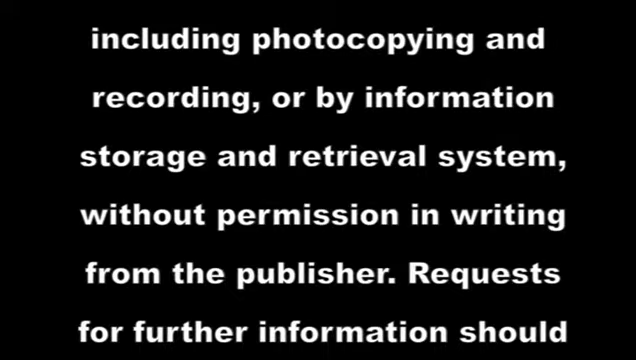 including photocopying and
recording, or by information
storage and retrieval system,
without permission in writing
from the publisher. Requests
for further information should